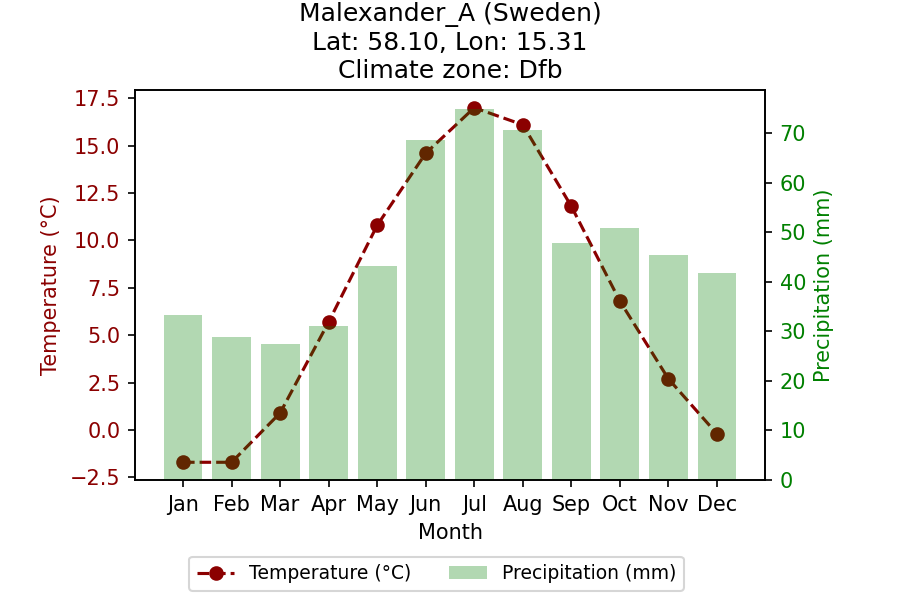 Malexander_A (Sweden)
Lat: 58.10, Lon: 15.31
Climate zone: Dfb
Temperature (°C)
17.5
15.0
12.5
10.0
7.5
5.0
2.5
0.0
−2.5
70
60
50
40
30
20
10
0
Precipitation (mm)
Jan Feb Mar Apr May Jun Jul Aug Sep Oct Nov Dec
Month
Temperature (°C) Precipitation (mm)